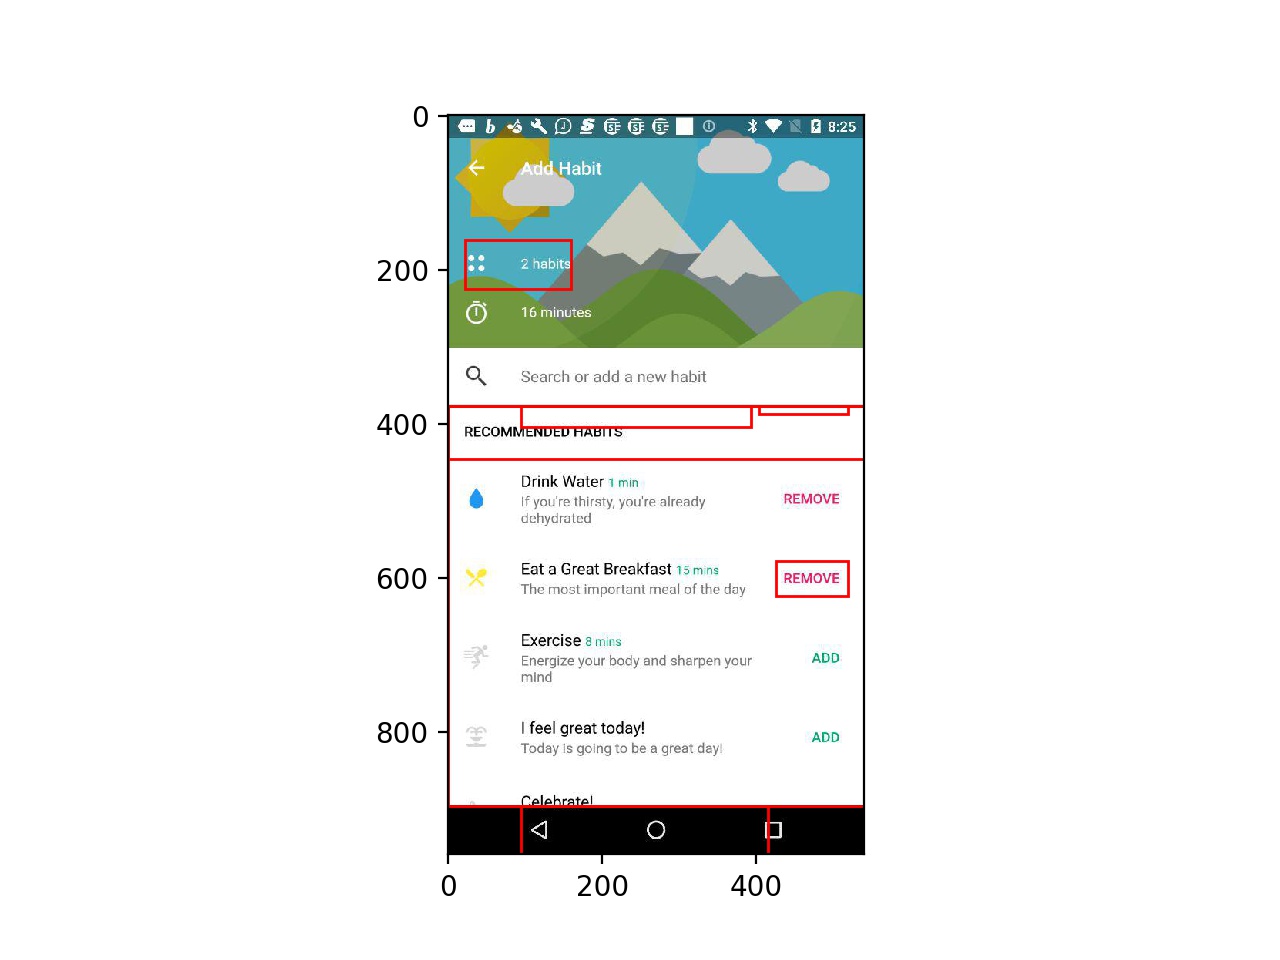 0
8:25
Add Habit
200
2 habits
16 minutes
Search or add a new habit
400
RECOMMENDED HABITS
Drink Water 1 min
If you're thirsty, you're already
dehydrated
REMOVE
600
Eat a Great Breakfast 15 mins
The most important meal of the day
REMOVE
Exercise 8 mins
Energize your body and sharpen your
mind
ADD
800
I feel great today!
Today is going to be a great day!
ADD
Celebrate!
0 200 400